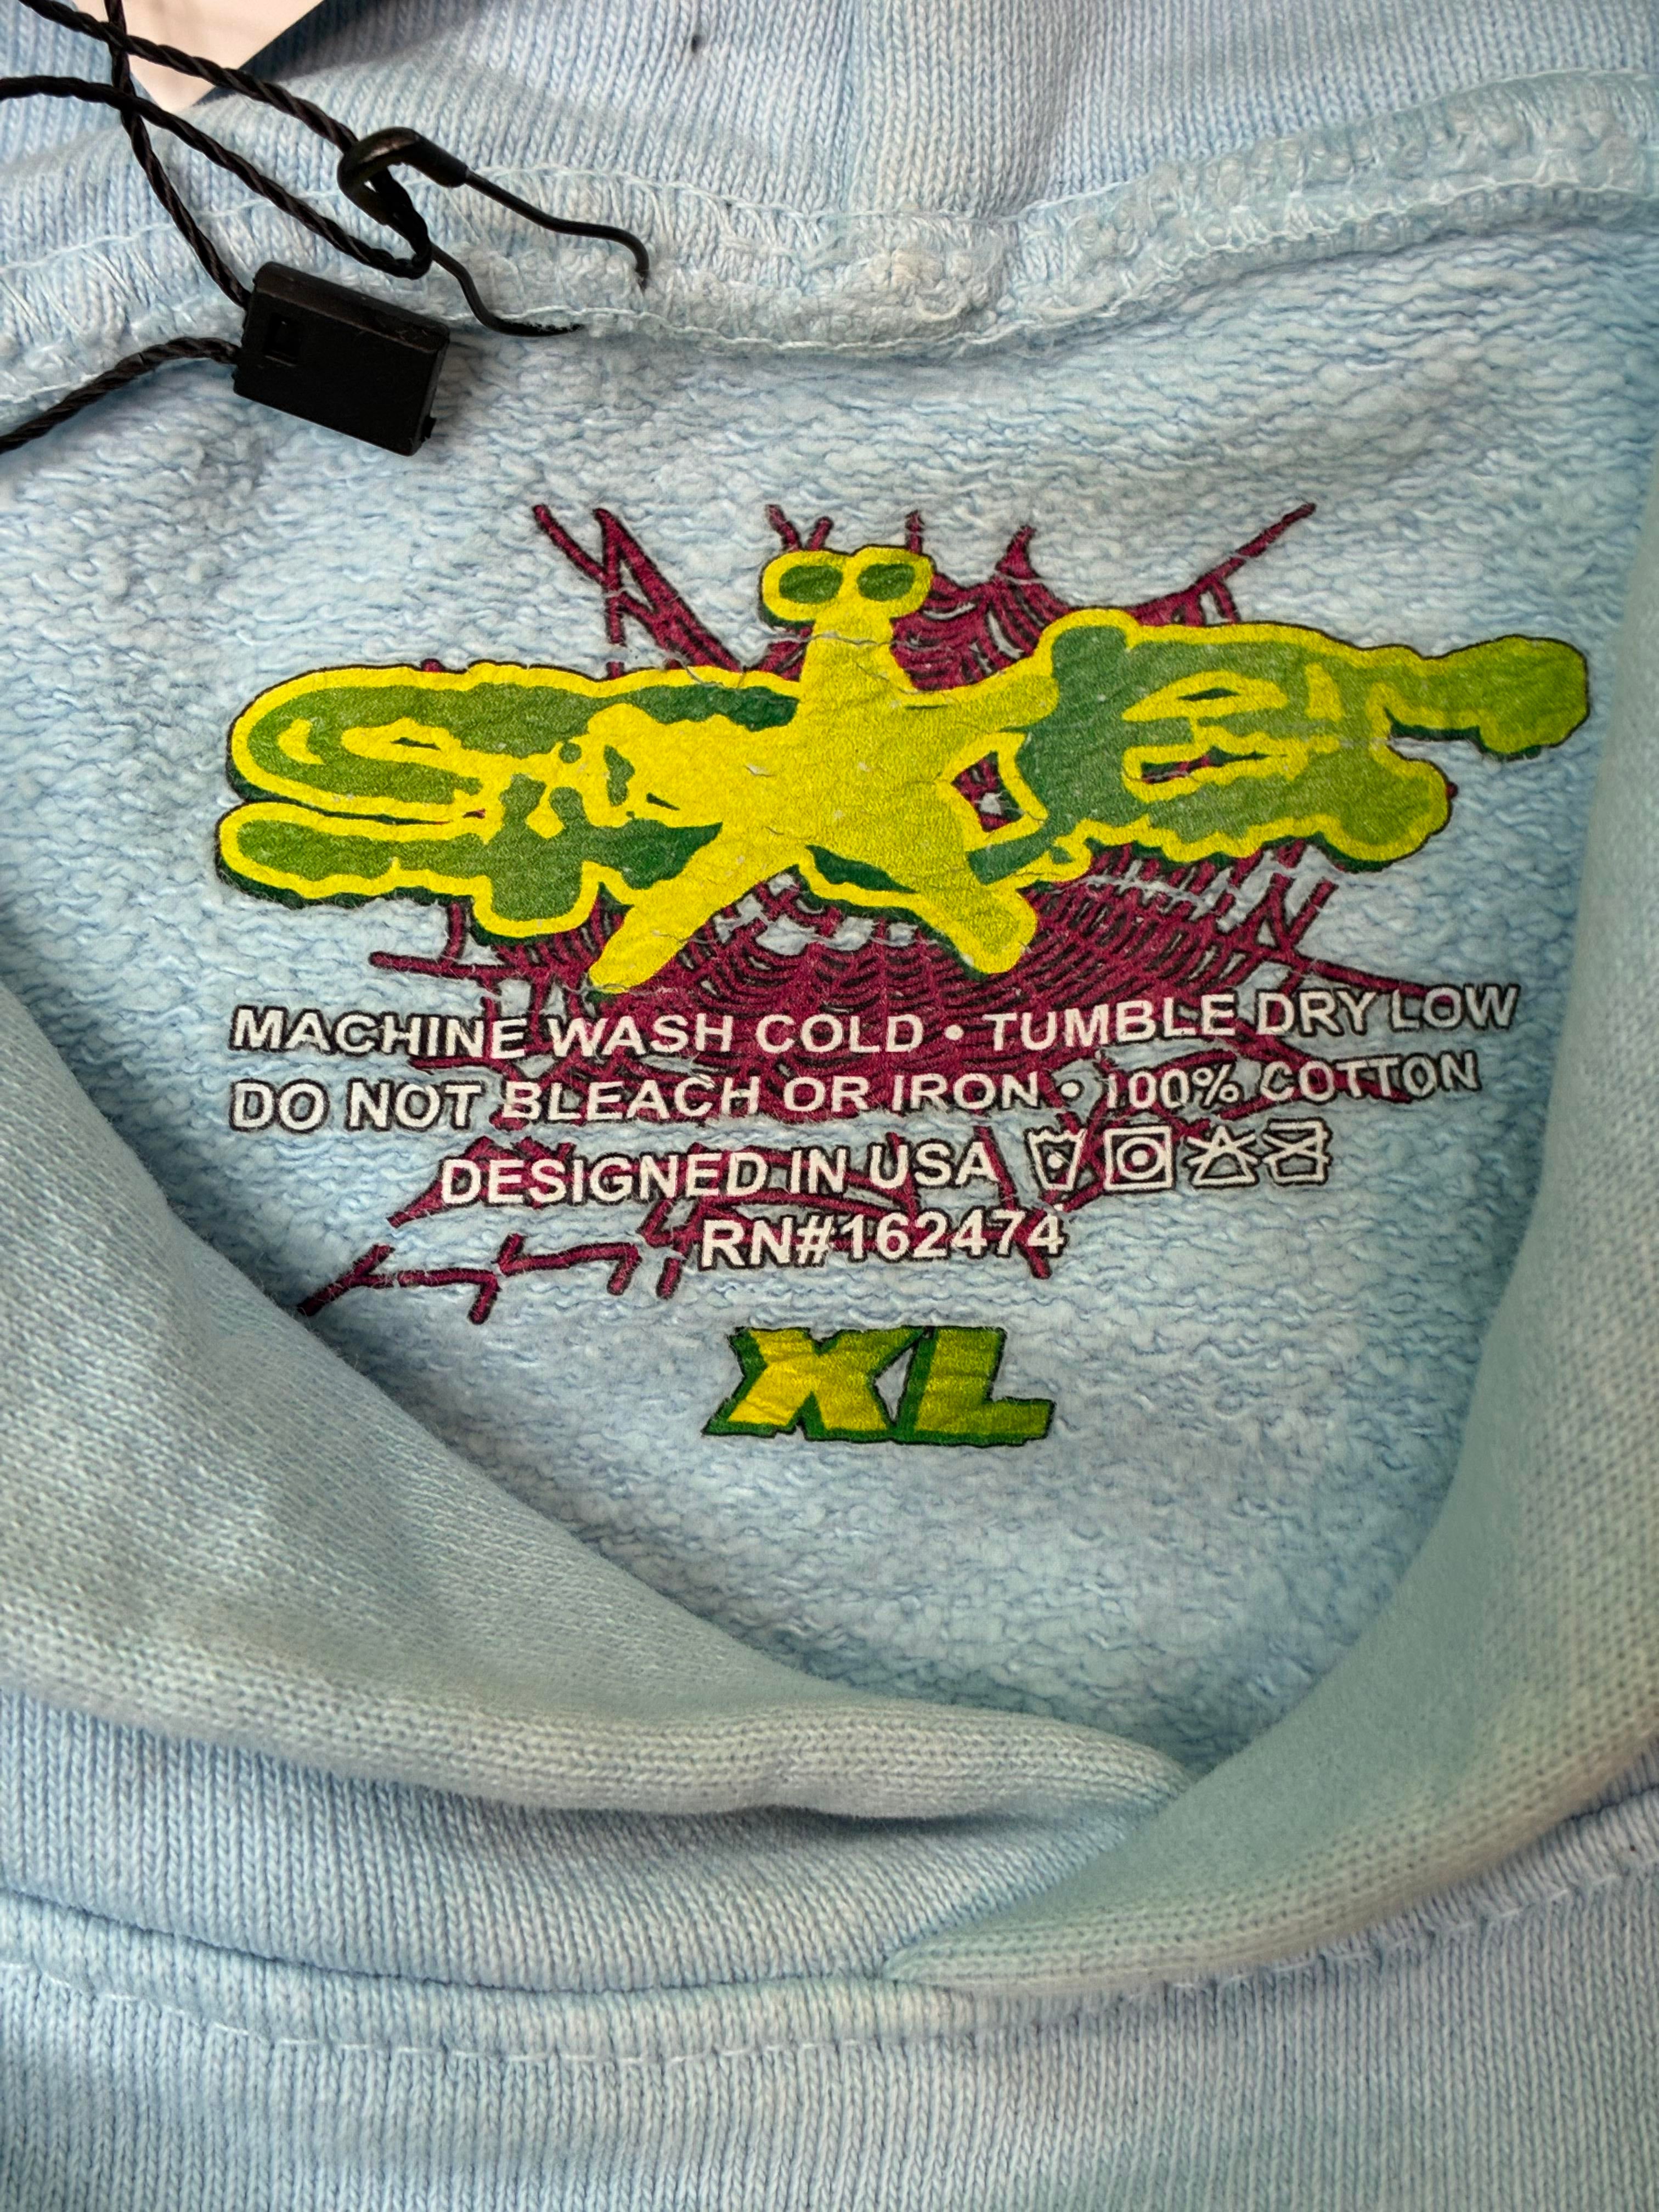 MACHINE WASH COLD • TUMBLE DRY LOW
DO NOT BLEACH OR IRON • 100% COTTON
DESIGNED IN USA
RN#162474
XL